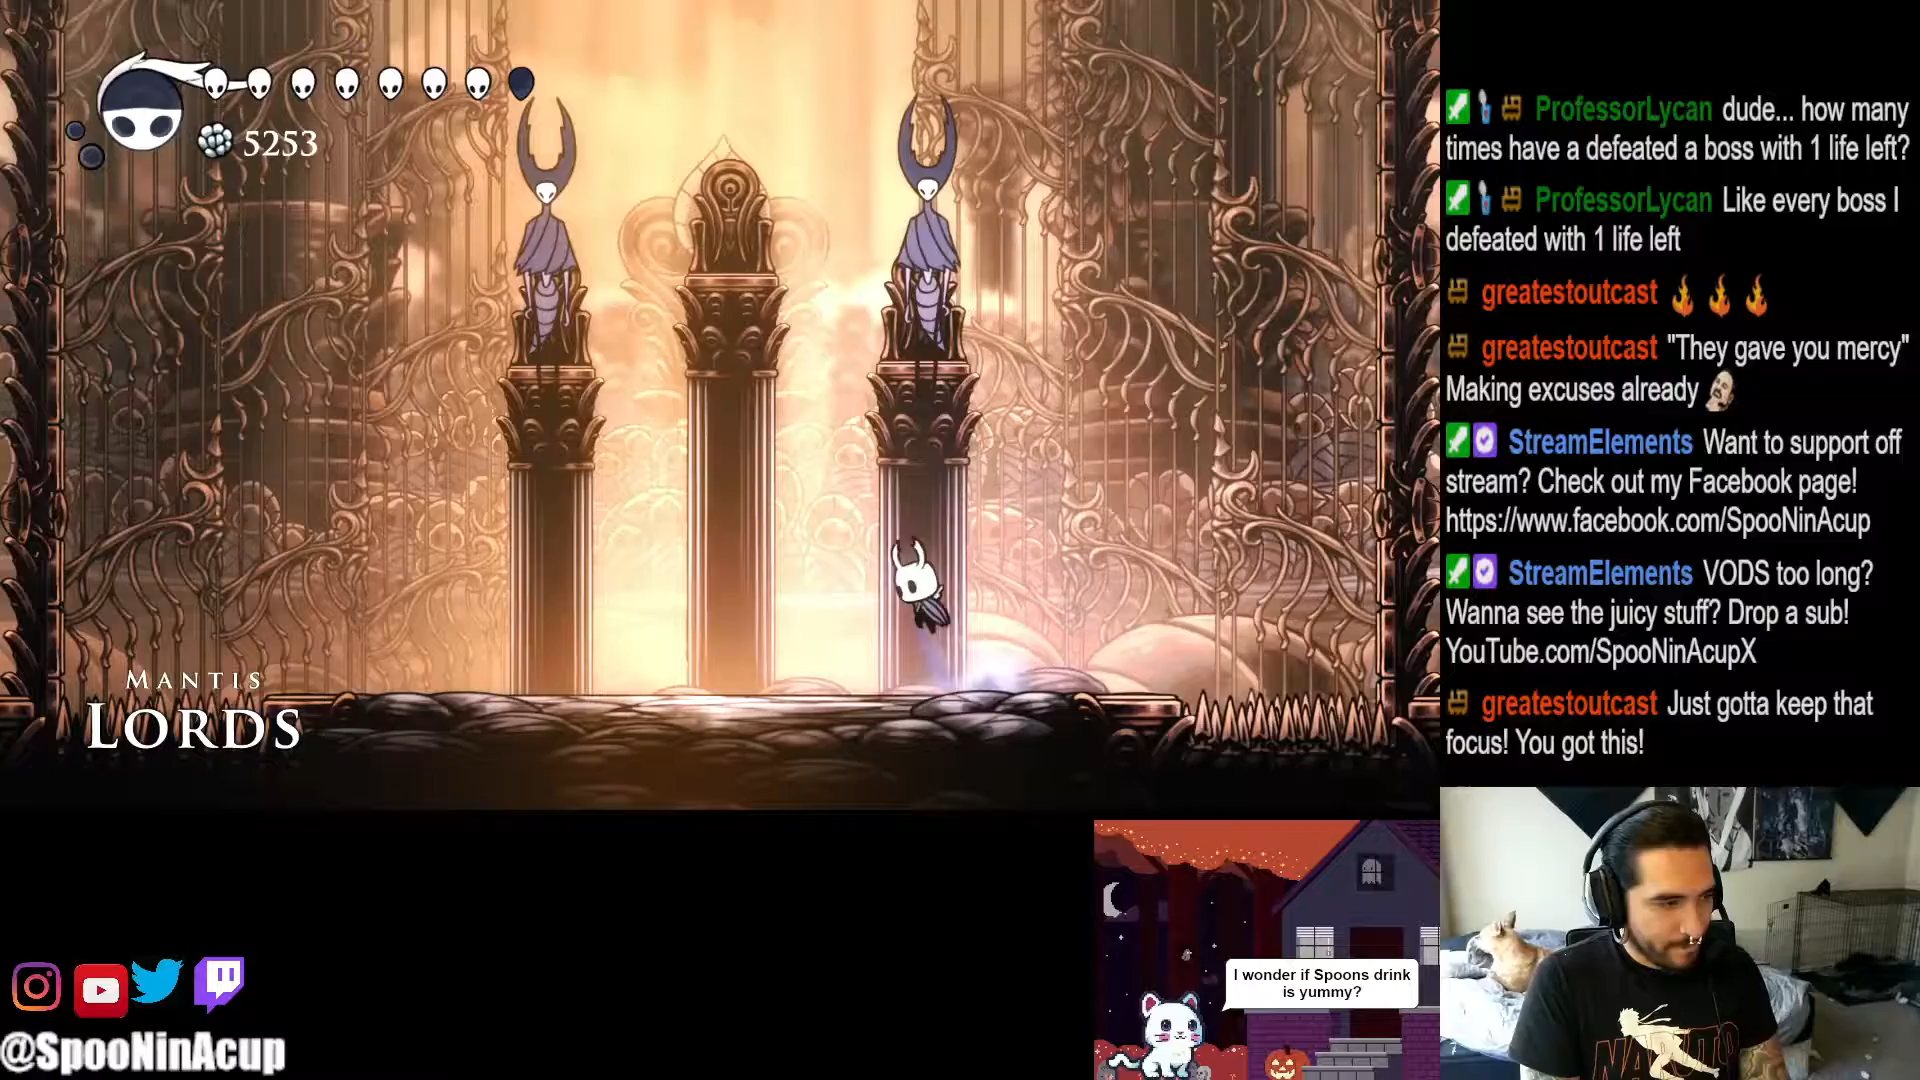 5253
MANTIS
LORDS
ProfessorLycan dude... how many
times have a defeated a boss with 1 life left?
ProfessorLycan Like every boss I
defeated with 1 life left
greatestoutcast
greatestoutcast "They gave you mercy"
Making excuses already
StreamElements Want to support off
stream? Check out my Facebook page!
https://www.facebook.com/SpooNinAcup
StreamElements VODS too long?
Wanna see the juicy stuff? Drop a sub!
YouTube.com/SpooNinAcupX
greatestoutcast Just gotta keep that
focus! You got this!
I wonder if Spoons drink
is yummy?
@SpooNinAcup
NARUTO